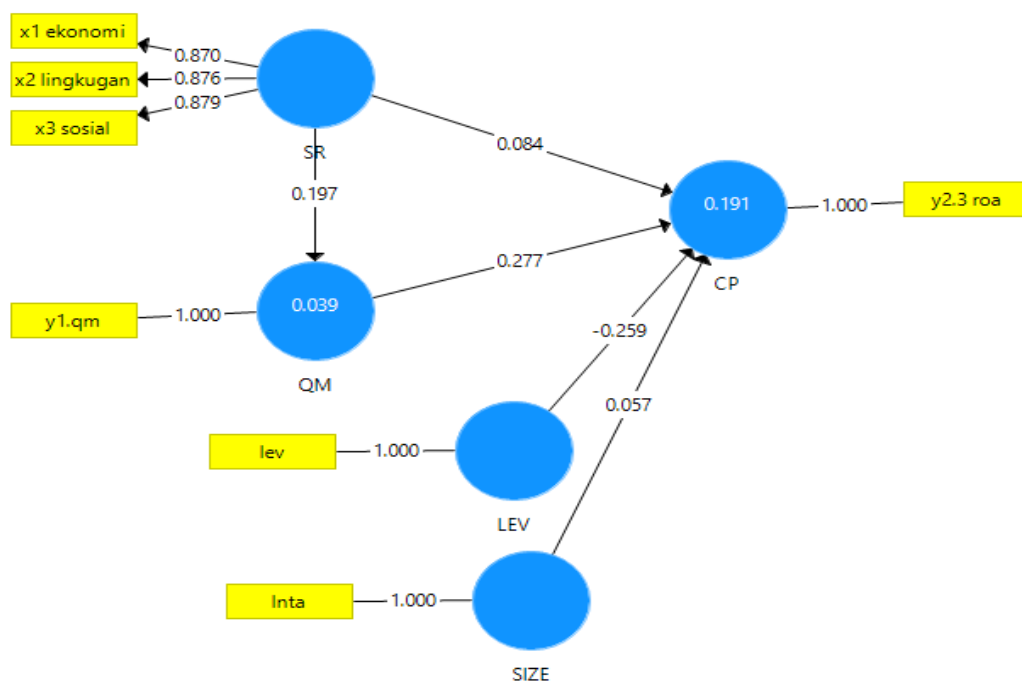 x1 ekonomi
0.870
x2 lingkugan
0.876
x3 sosial
0.879
SR
0.084
0.197
0.191
1.000
y2.3 roa
CP
0.277
y1.qm
1.000
0.039
QM
-0.259
0.057
lev
1.000
LEV
lnta
1.000
SIZE